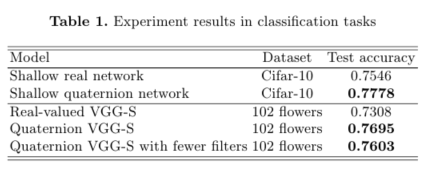 Table 1. Experiment results in classification tasks
Model Dataset Test accuracy
Shallow real network Cifar-10 0.7546
Shallow quaternion network Cifar-10 0.7778
Real-valued VGG-S 102 flowers 0.7308
Quaternion VGG-S 102 flowers 0.7695
Quaternion VGG-S with fewer filters 102 flowers 0.7603